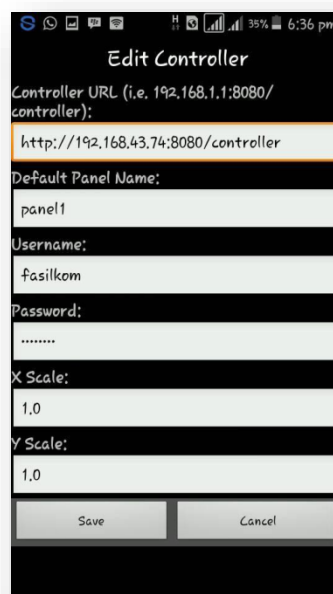 35% 6:36 pm
Edit Controller
Controller URL (i.e. 192.168.1.1:8080/
controller):
http://192.168.43.74:8080/controller
Default Panel Name:
panel1
Username:
fasilkom
Password:
........
X Scale:
1.0
Y Scale:
1.0
Save Cancel